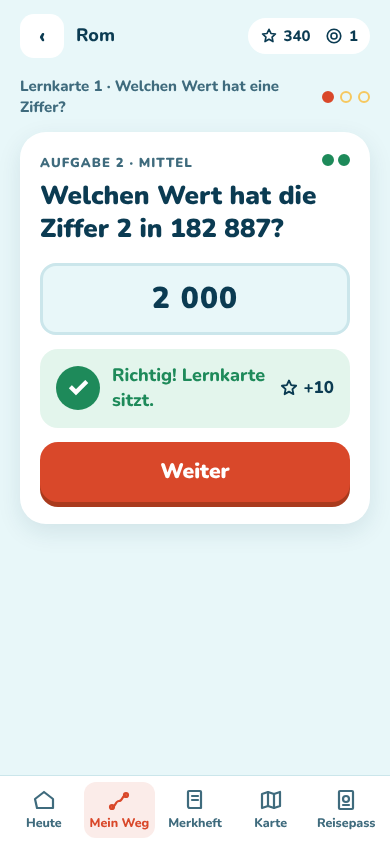 ‹ Rom 340 1
Lernkarte 1 · Welchen Wert hat eine
Ziffer?
AUFGABE 2 · MITTEL
Welchen Wert hat die
Ziffer 2 in 182 887?
2 000
Richtig! Lernkarte
sitzt.
+10
Weiter
Heute Mein Weg Merkheft Karte Reisepass